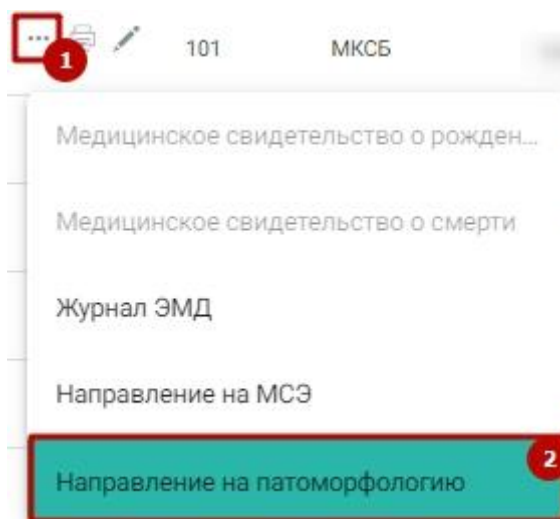 ... 101 МКСБ
1
Медицинское свидетельство о рожден...
Медицинское свидетельство о смерти
Журнал ЭМД
Направление на МСЭ
2
Направление на патоморфологию